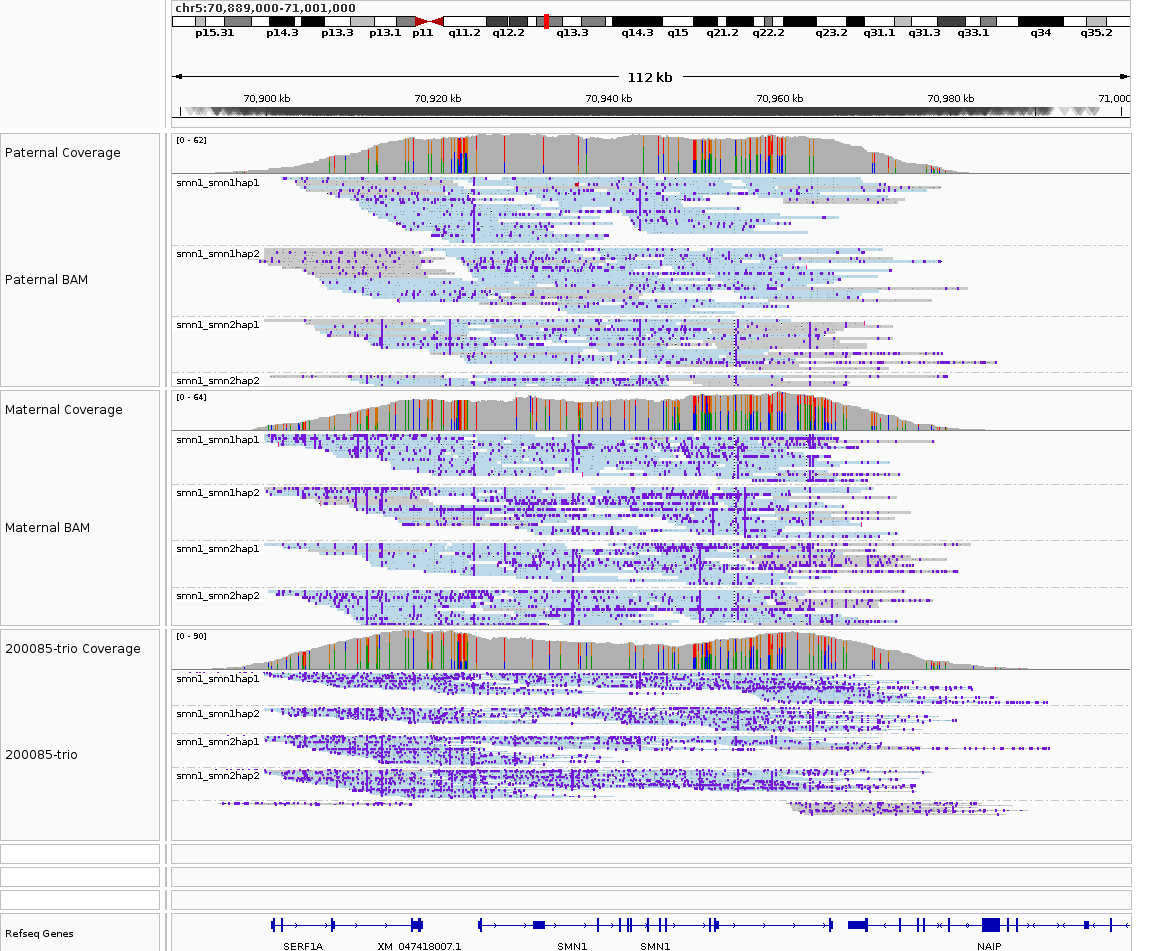 chr5:70,889,000-71,001,000
p15.31 p14.3 p13.3 p13.1 p11 q11.2 q12.2 q13.3 q14.3 q15 q21.2 q22.2 q23.2 q31.1 q31.3 q33.1 q34 q35.2
112 kb
70,900 kb 70,920 kb 70,940 kb 70,960 kb 70,980 kb 71,000
[0 - 62]
Paternal Coverage
smn1_smn1hap1
smn1_smn1hap2
Paternal BAM
smn1_smn2hap1
smn1_smn2hap2
[0 - 64]
Maternal Coverage
smn1_smn1hap1
smn1_smn1hap2
Maternal BAM
smn1_smn2hap1
smn1_smn2hap2
[0 - 90]
200085-trio Coverage
smn1_smn1hap1
smn1_smn1hap2
smn1_smn2hap1
200085-trio
smn1_smn2hap2
Refseq Genes
SERF1A XM_047418007.1 SMN1 SMN1 NAIP